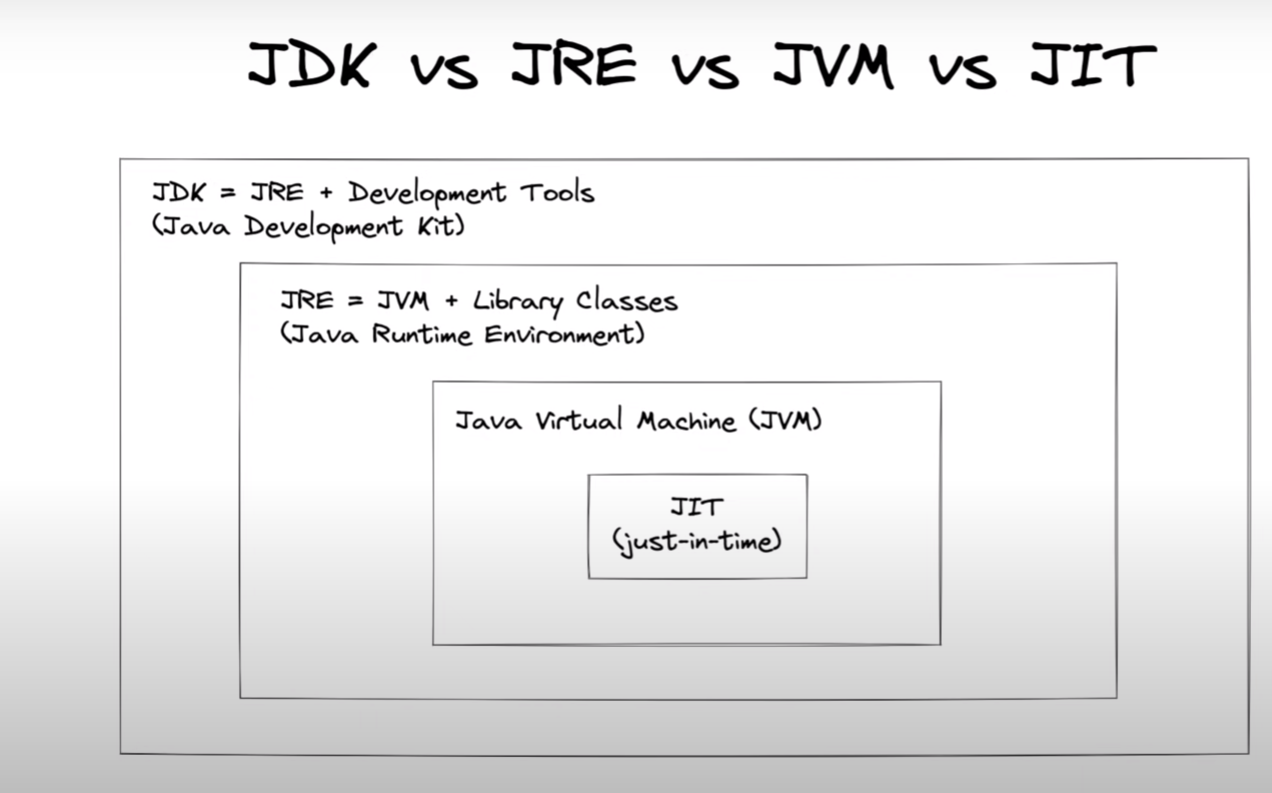 JDK vs JRE vs JVM vs JIT
JDK = JRE + Development Tools
(Java Development Kit)
JRE = JVM + Library Classes
(Java Runtime Environment)
Java Virtual Machine (JVM)
JIT
(just-in-time)